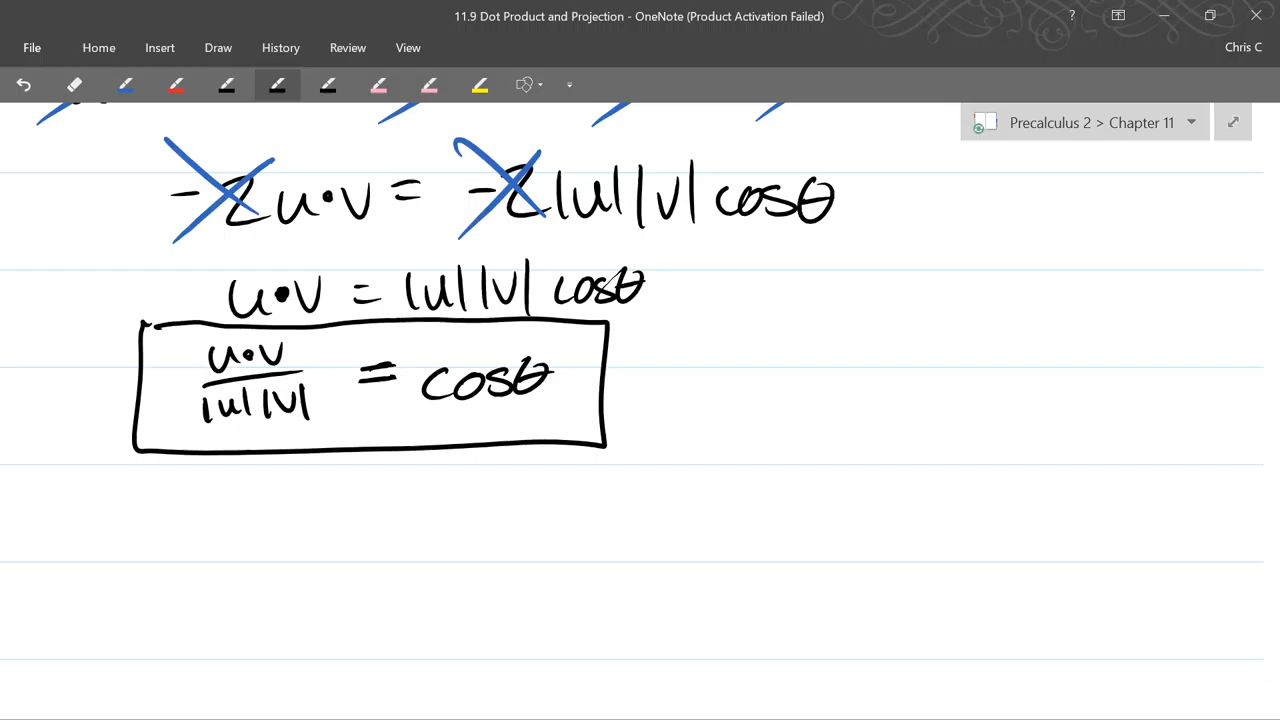 11.9 Dot Product and Projection - OneNote (Product Activation Failed)
?
File Home Insert Draw History Review View
Chris C
Precalculus 2 > Chapter 11
-2u•v = -2|u||v|cosθ
u•v = |u||v| cosθ
u•v
|u||v| = cosθ